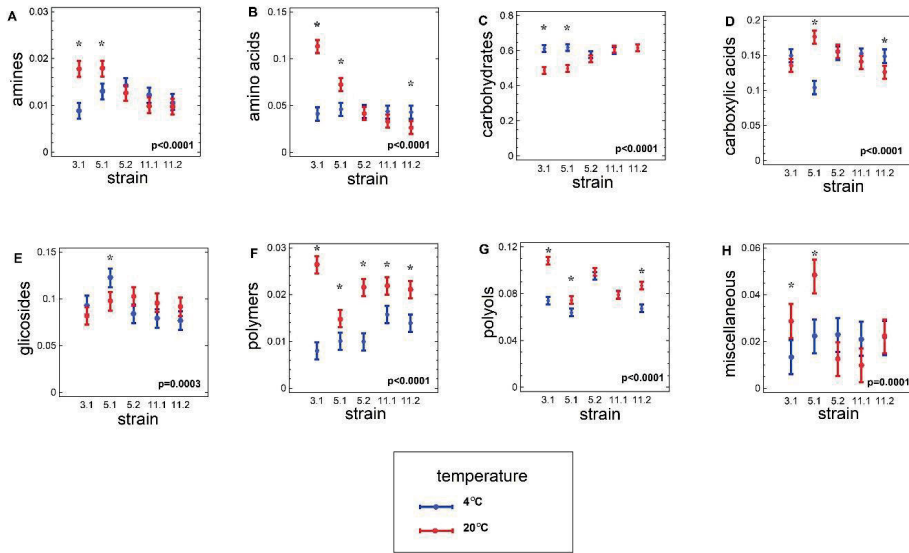 A
amines
0.03
0.02
0.01
0
*
*
p<0.0001
3.1 5.1 5.2 11.1 11.2
strain
B
amino acids
0.15
0.1
0.05
0
*
*
*
p<0.0001
3.1 5.1 5.2 11.1 11.2
strain
C
carbohydrates
0.8
0.6
0.4
0.2
0
*
*
p<0.0001
3.1 5.1 5.2 11.1 11.2
strain
D
carboxylic acids
0.2
0.15
0.1
0.05
0
*
*
p<0.0001
3.1 5.1 5.2 11.1 11.2
strain
E
glicosides
0.15
0.1
0.05
0
*
p=0.0003
3.1 5.1 5.2 11.1 11.2
strain
F
polymers
0.03
0.02
0.01
0
*
*
*
*
*
p<0.0001
3.1 5.1 5.2 11.1 11.2
strain
G
polyols
0.12
0.08
0.04
0.00
*
*
*
p<0.0001
3.1 5.1 5.2 11.1 11.2
strain
H
miscellaneous
0.06
0.04
0.02
0
*
*
p=0.0001
3.1 5.1 5.2 11.1 11.2
strain
temperature
4°C
20°C